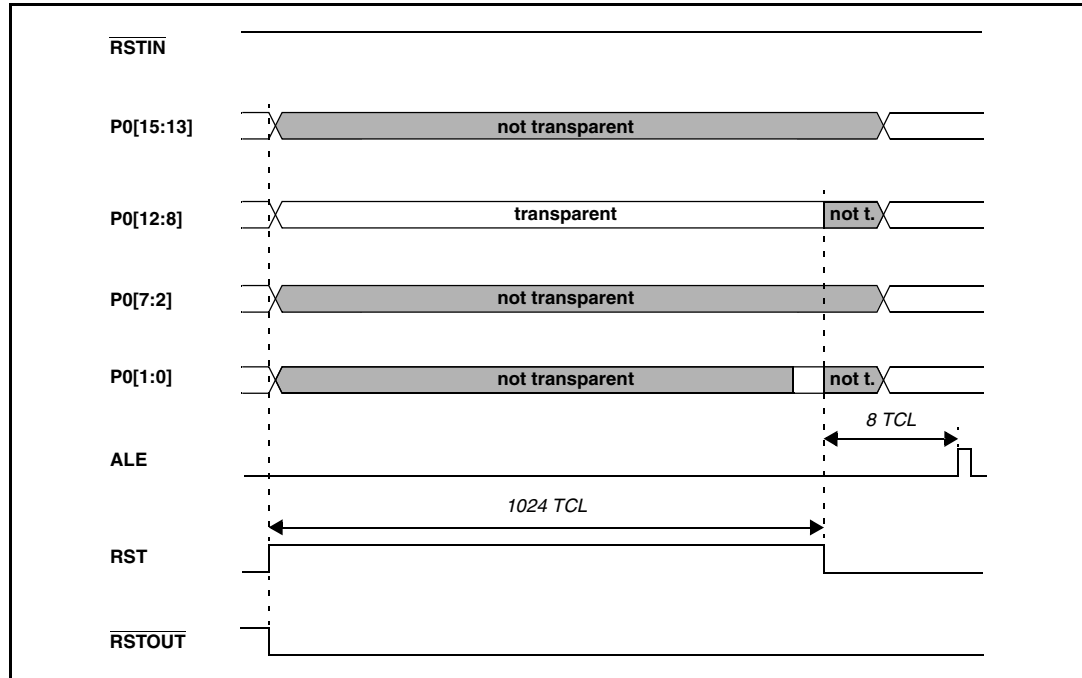 RSTIN
P0[15:13] not transparent
P0[12:8] transparent not t.
P0[7:2] not transparent
P0[1:0] not transparent not t.
8 TCL
ALE
1024 TCL
RST
RSTOUT